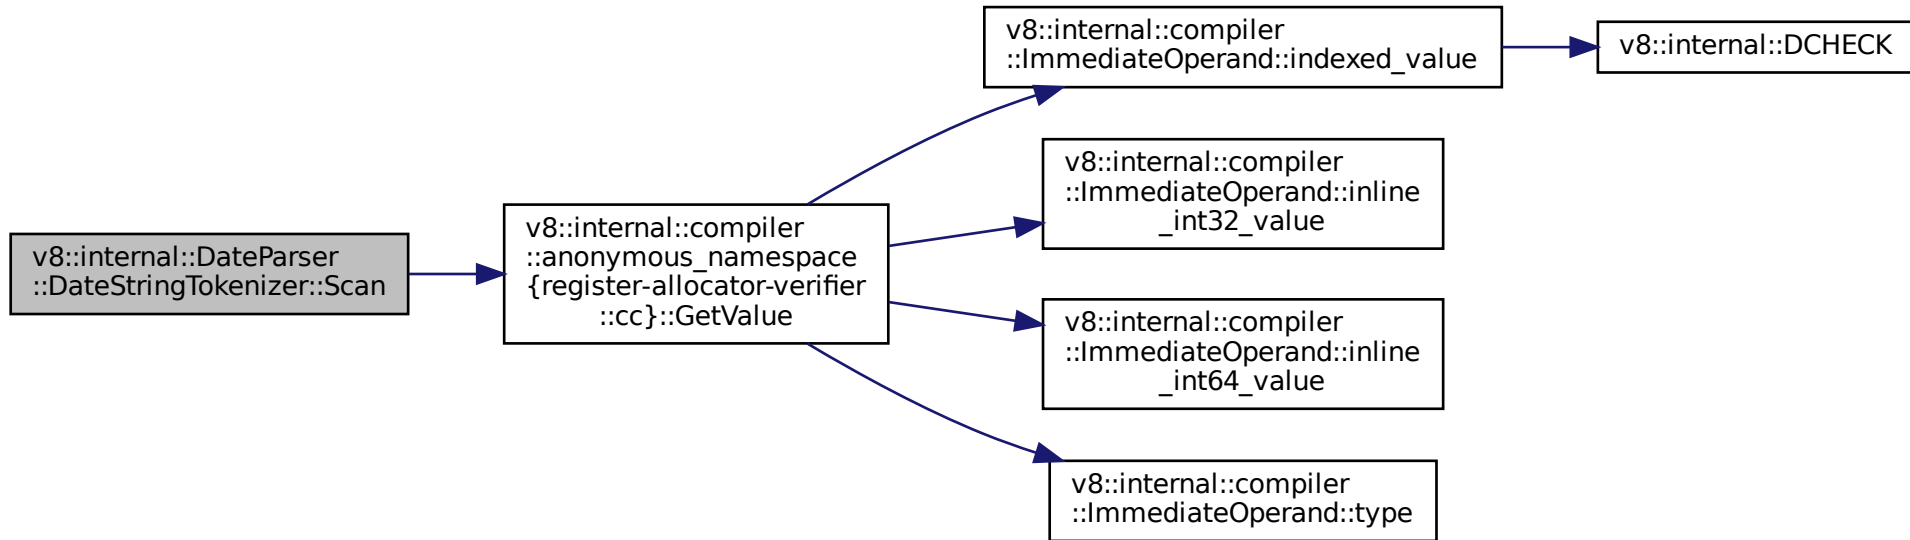 v8::internal::DateParser
::DateStringTokenizer::Scan
v8::internal::compiler
::anonymous_namespace
{register-allocator-verifier
::cc}::GetValue
v8::internal::compiler
::ImmediateOperand::indexed_value
v8::internal::DCHECK
v8::internal::compiler
::ImmediateOperand::inline
_int32_value
v8::internal::compiler
::ImmediateOperand::inline
_int64_value
v8::internal::compiler
::ImmediateOperand::type